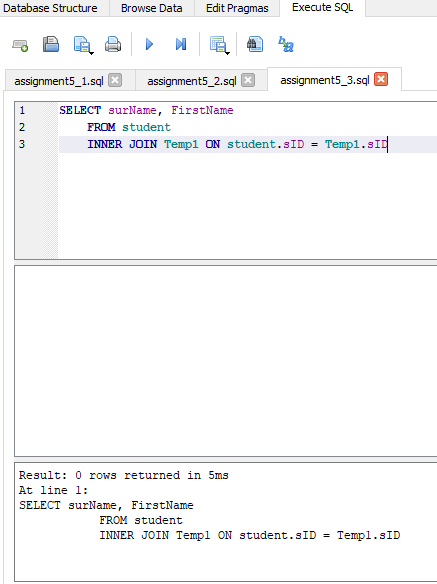 Database Structure Browse Data Edit Pragmas Execute SQL
assignment5_1.sql assignment5_2.sql assignment5_3.sql
1 SELECT surName, FirstName
2 FROM student
3 INNER JOIN Temp1 ON student.sID = Temp1.sID
Result: 0 rows returned in 5ms
At line 1:
SELECT surName, FirstName
FROM student
INNER JOIN Temp1 ON student.sID = Temp1.sID